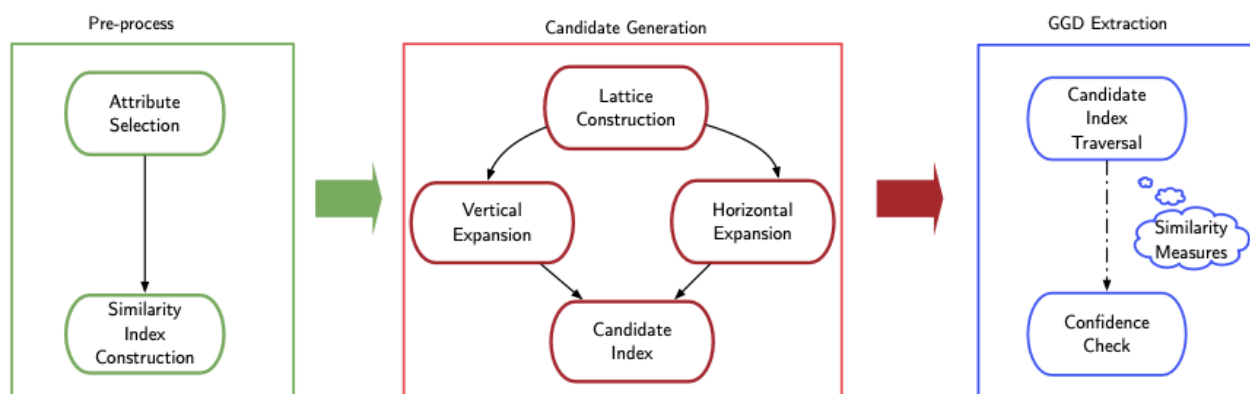 Pre-process
Attribute
Selection
Similarity
Index
Construction
Candidate Generation
Lattice
Construction
Vertical
Expansion
Horizontal
Expansion
Candidate
Index
GGD Extraction
Candidate
Index
Traversal
Similarity
Measures
Confidence
Check